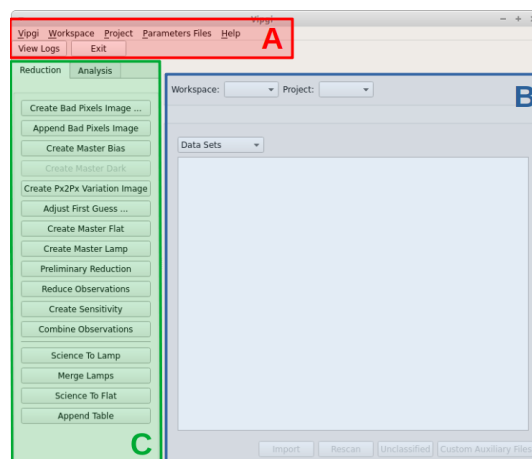 Vipgi
Vipgi Workspace Project Parameters Files Help
View Logs Exit
A
Reduction Analysis
B
Workspace: Project:
Create Bad Pixels Image ...
Append Bad Pixels Image
Data Sets
Create Master Bias
Create Master Dark
Create Px2Px Variation Image
Adjust First Guess ...
Create Master Flat
Create Master Lamp
Preliminary Reduction
Reduce Observations
Create Sensitivity
Combine Observations
Science To Lamp
Merge Lamps
Science To Flat
Append Table
C
Import Rescan Unclassified Custom Auxiliary Files